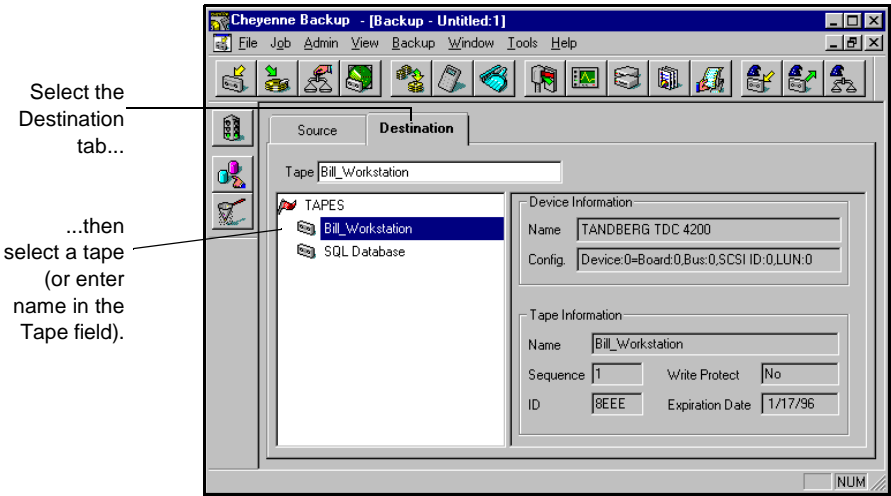 Cheyenne Backup - [Backup - Untitled:1]
File Job Admin View Backup Window Tools Help
Select the
Destination
tab...
Source Destination
Tape Bill_Workstation
...then
select a tape
(or enter
name in the
Tape field).
TAPES
Bill_Workstation
SQL Database
Device Information
Name TANDBERG TDC 4200
Config. Device:0=Board:0,Bus:0,SCSI ID:0,LUN:0
Tape Information
Name Bill_Workstation
Sequence 1 Write Protect No
ID 8EEE Expiration Date 1/17/96
NUM